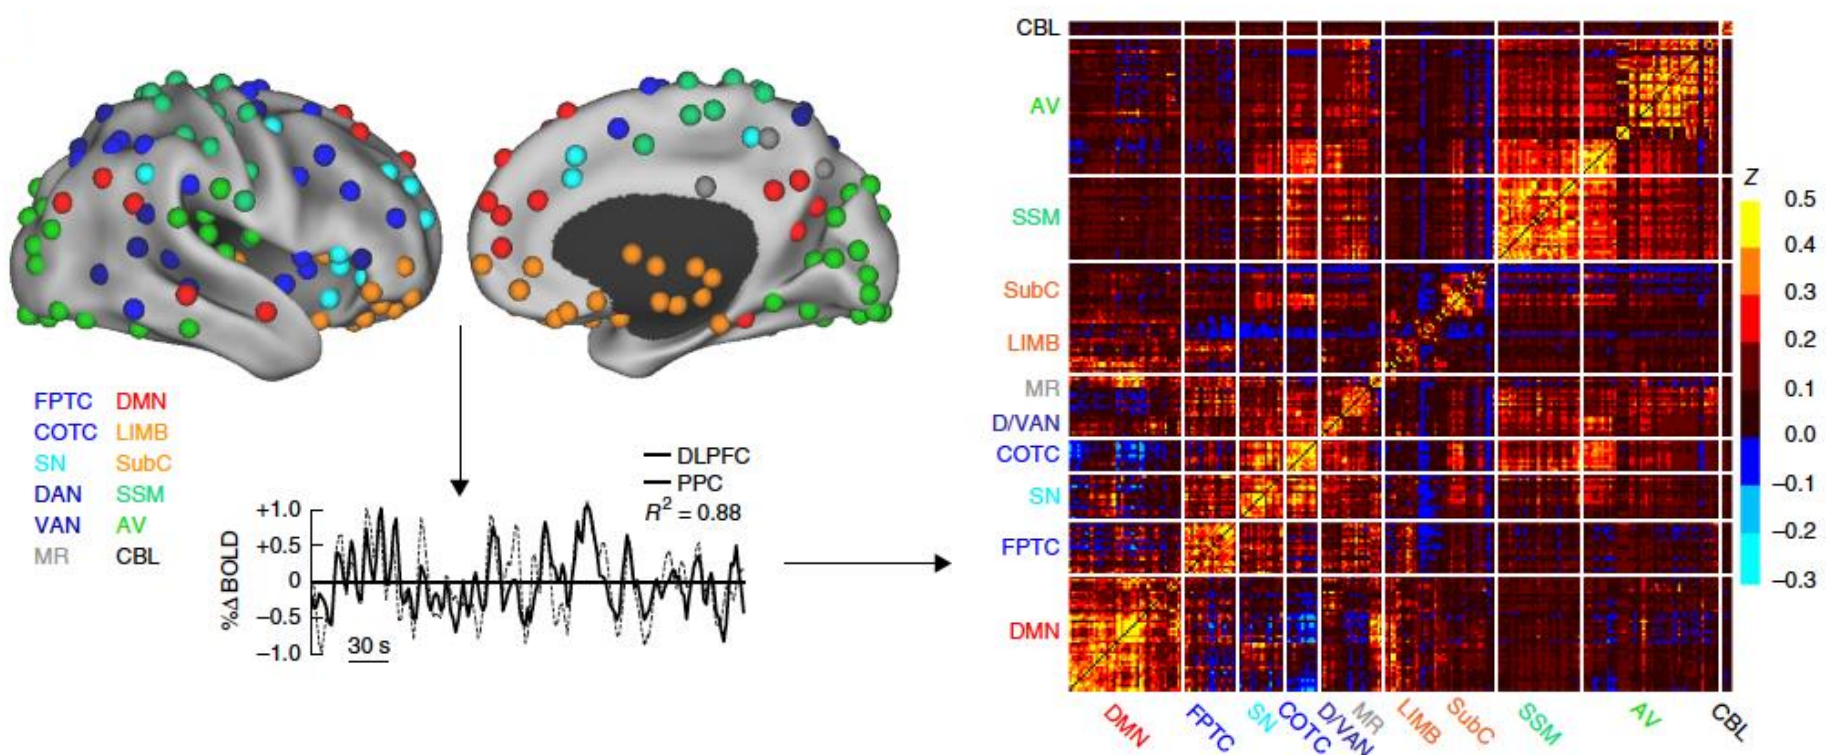 FPTC DMN
COTC LIMB
SN SubC
DAN SSM
VAN AV
MR CBL
DLPFC
PPC
R² = 0.88
%Δ BOLD
+1.0
+0.5
0
–0.5
–1.0
30 s
CBL
AV
SSM
SubC
LIMB
MR
D/VAN
COTC
SN
FPTC
DMN
DMN FPTC SN COTC D/VAN MR LIMB SubC SSM AV CBL
Z
0.5
0.4
0.3
0.2
0.1
0.0
–0.1
–0.2
–0.3